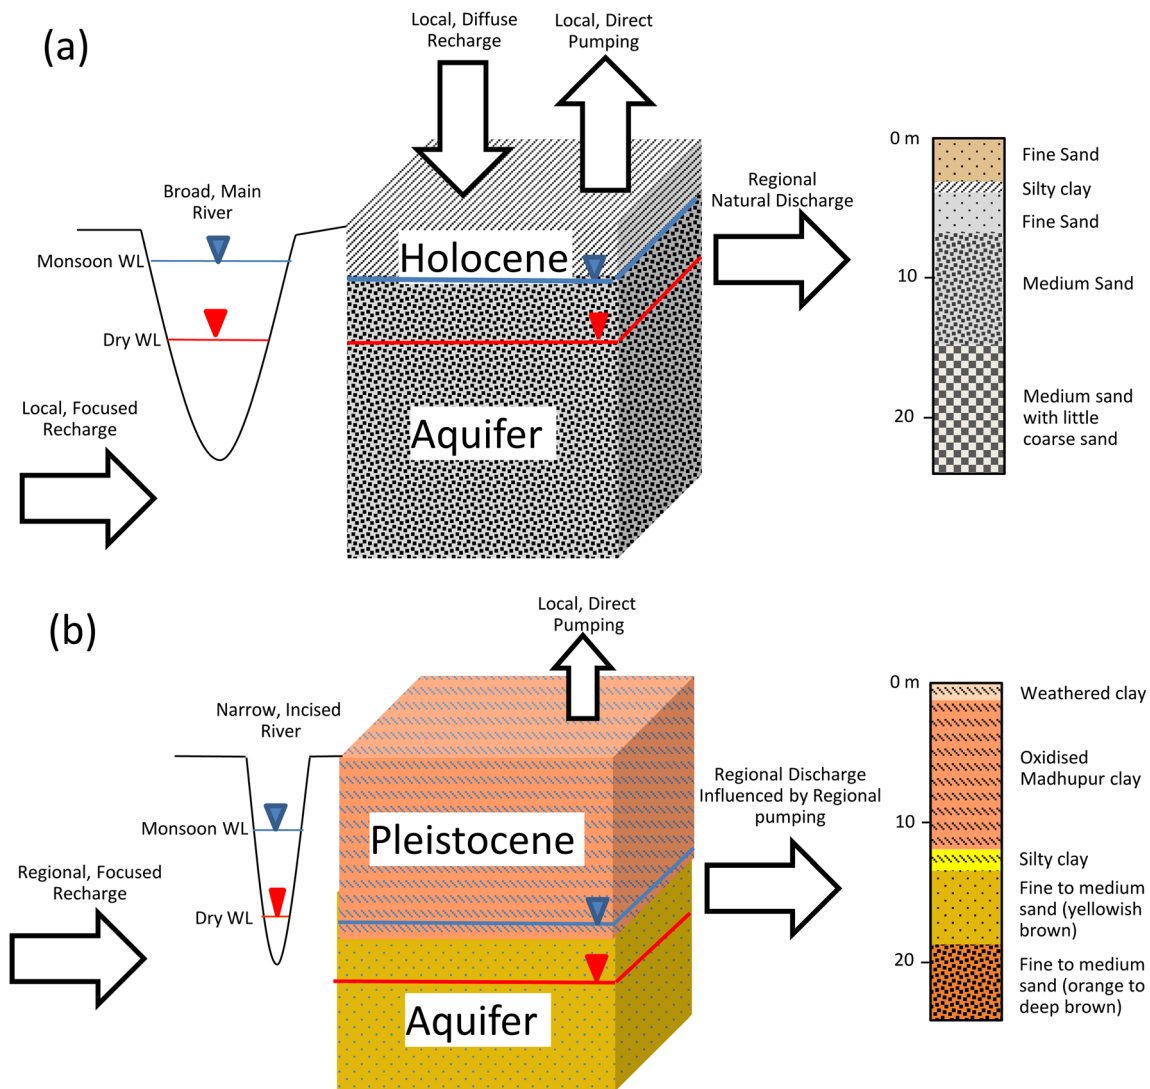 (a)
Local, Diffuse
Recharge
Local, Direct
Pumping
Broad, Main
River
Monsoon WL
Dry WL
Local, Focused
Recharge
Holocene
Aquifer
Regional
Natural Discharge
0 m
10
20
Fine Sand
Silty clay
Fine Sand
Medium Sand
Medium sand
with little
coarse sand
(b)
Local, Direct
Pumping
Narrow, Incised
River
Monsoon WL
Dry WL
Regional, Focused
Recharge
Pleistocene
Aquifer
Regional Discharge
Influenced by Regional
pumping
0 m
10
20
Weathered clay
Oxidised
Madhupur clay
Silty clay
Fine to medium
sand (yellowish
brown)
Fine to medium
sand (orange to
deep brown)